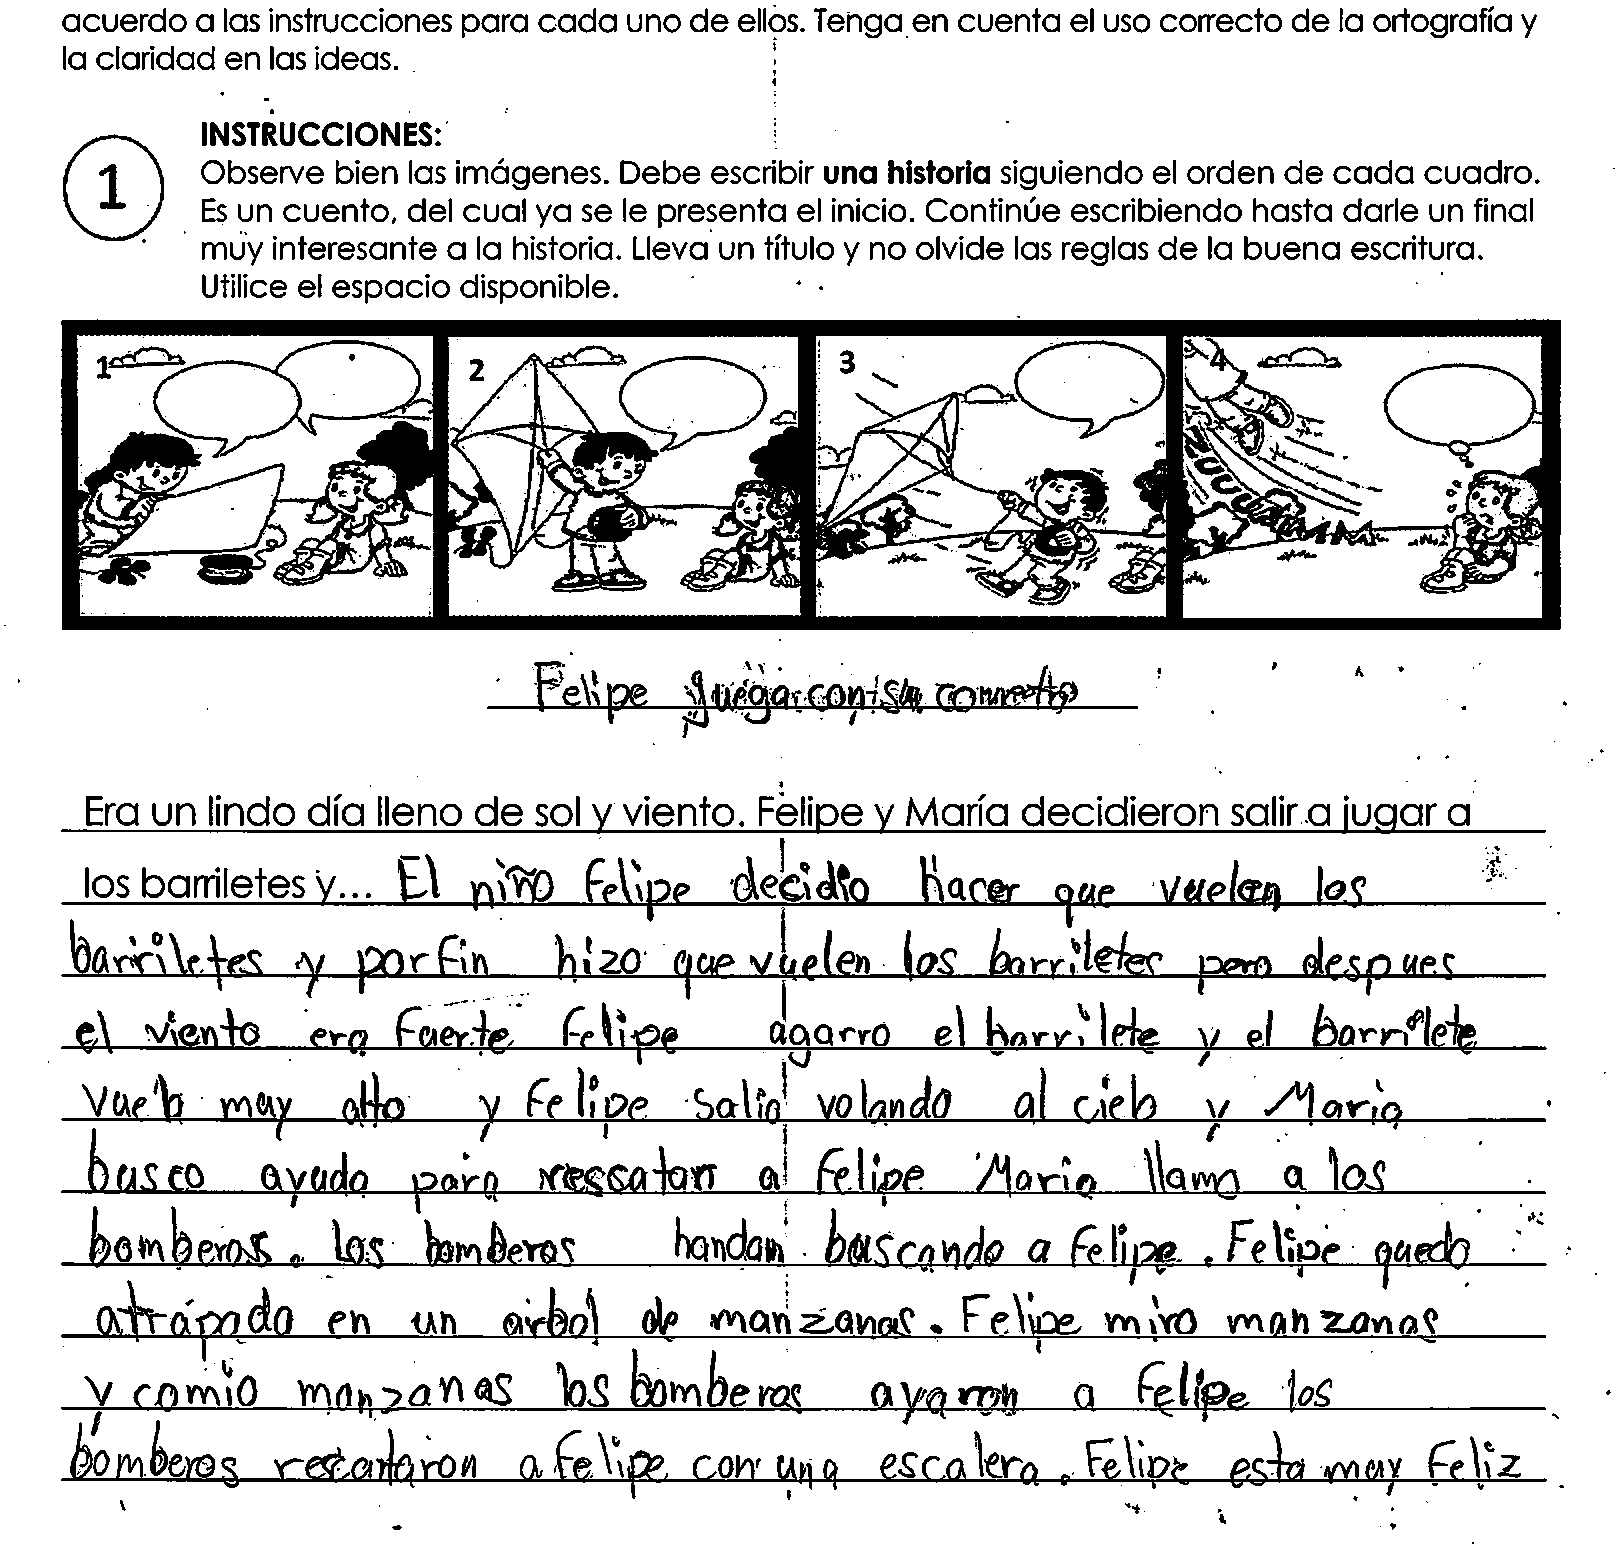 acuerdo a las instrucciones para cada uno de ellos. Tenga en cuenta el uso correcto de la ortografía y
la claridad en las ideas.
INSTRUCCIONES:
1
Observe bien las imágenes. Debe escribir una historia siguiendo el orden de cada cuadro.
Es un cuento, del cual ya se le presenta el inicio. Continúe escribiendo hasta darle un final
muy interesante a la historia. Lleva un título y no olvide las reglas de la buena escritura.
Utilice el espacio disponible.
1 2 3 4
Felipe juega con su
Era un lindo día lleno de sol y viento. Felipe y María decidieron salir a jugar a
los barriletes y... El niño Felipe decidio hacer que vuelen los
barriletes y por fin hizo que vuelen los barriletes pero despues
el viento era fuerte Felipe agarro el barrilete y el barrilete
vuelo muy alto y Felipe salio volando al cielo y Maria
busco ayuda para rescatar a Felipe Maria llamo a los
bomberos. Los bomberos handan buscando a Felipe. Felipe quedo
atrapado en un arbol de manzanas. Felipe miro manzanas
y comio manzanas los bomberos ayaron a Felipe los
bomberos rescataron a Felipe con una escalera. Felipe esta muy Feliz